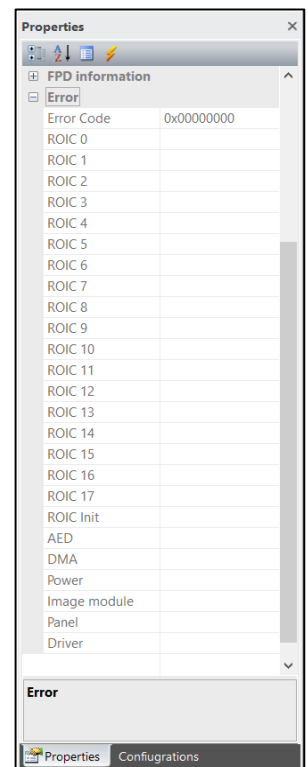 Properties
FPD information
Error
Error Code 0x00000000
ROIC 0
ROIC 1
ROIC 2
ROIC 3
ROIC 4
ROIC 5
ROIC 6
ROIC 7
ROIC 8
ROIC 9
ROIC 10
ROIC 11
ROIC 12
ROIC 13
ROIC 14
ROIC 15
ROIC 16
ROIC 17
ROIC Init
AED
DMA
Power
Image module
Panel
Driver
Error
Properties Confiugrations